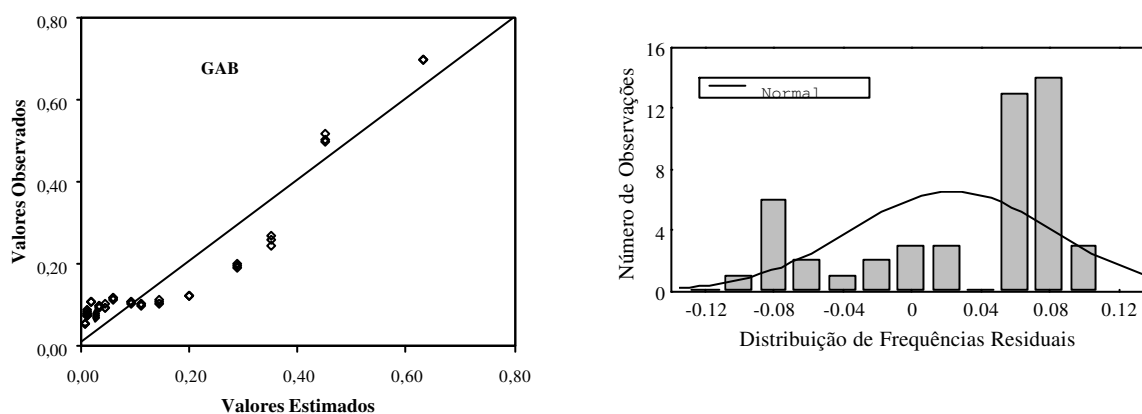 0,80
0,60
0,40
0,20
0,00
Valores Observados
GAB
0,00 0,20 0,40 0,60 0,80
Valores Estimados
16
12
8
4
0
Número de Observações
Normal
-0.12 -0.08 -0.04 0 0.04 0.08 0.12
Distribuição de Frequências Residuais